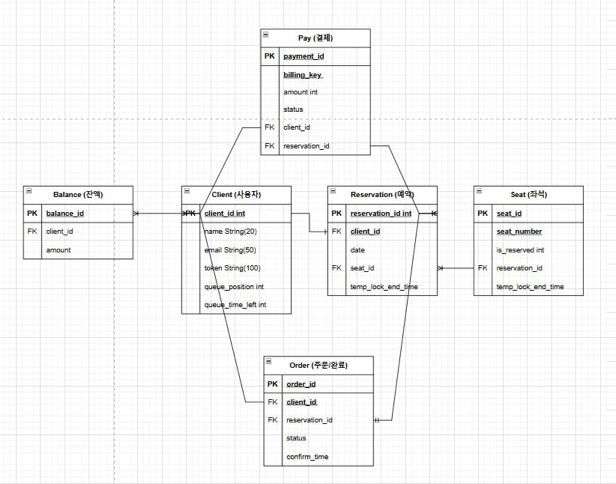 Pay (결제)
PK payment_id
billing_key
amount int
status
FK client_id
FK reservation_id
Balance (잔액)
PK balance_id
FK client_id
amount
Client (사용자)
PK client_id int
name String(20)
email String(50)
token String(100)
queue_position int
queue_time_left int
Reservation (예약)
PK reservation_id int
FK client_id
date
FK seat_id
temp_lock_end_time
Seat (좌석)
PK seat_id
seat_number
is_reserved int
FK reservation_id
temp_lock_end_time
Order (주문/완료)
PK order_id
FK client_id
FK reservation_id
status
confirm_time